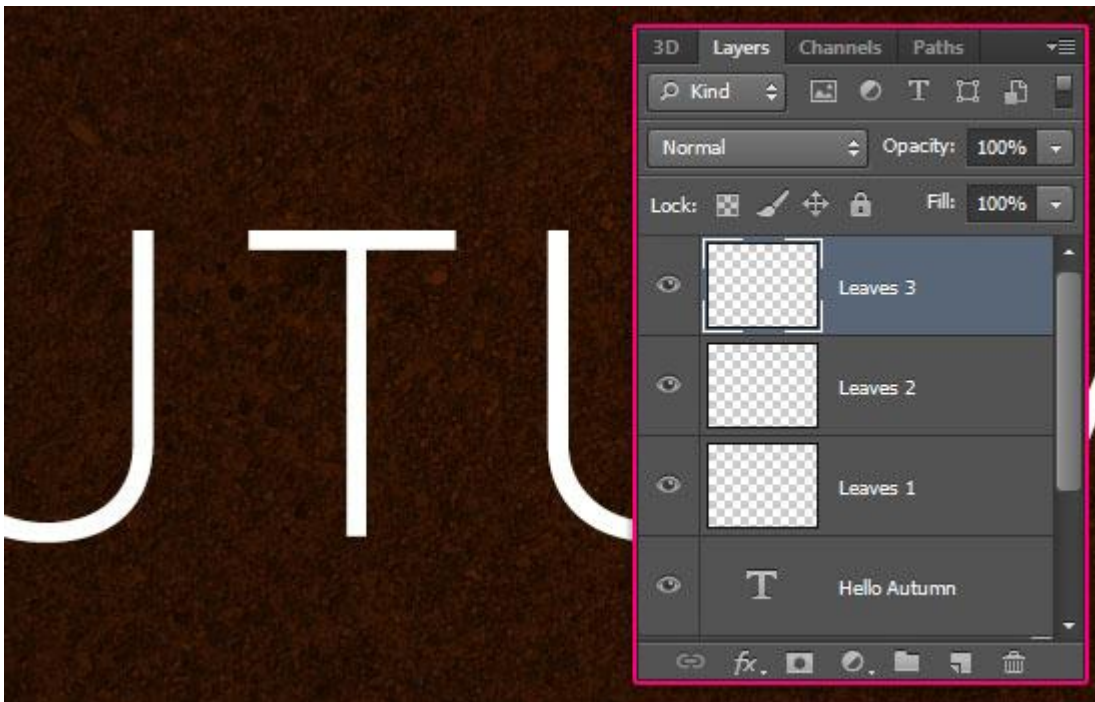 UTU
3D Layers Channels Paths
Kind
Normal Opacity: 100%
Lock: Fill: 100%
Leaves 3
Leaves 2
Leaves 1
T Hello Autumn
fx